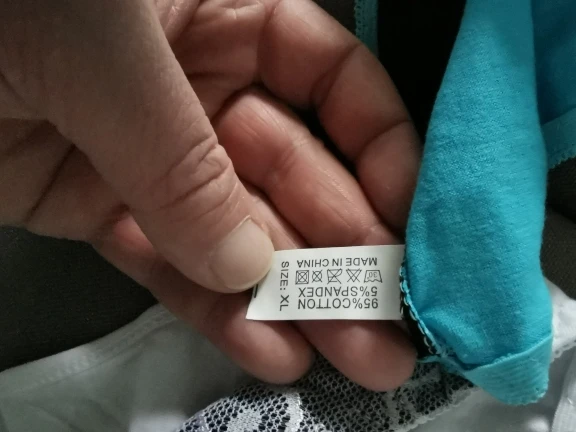 95%COTTON
5%SPANDEX
MADE IN CHINA
SIZE: XL